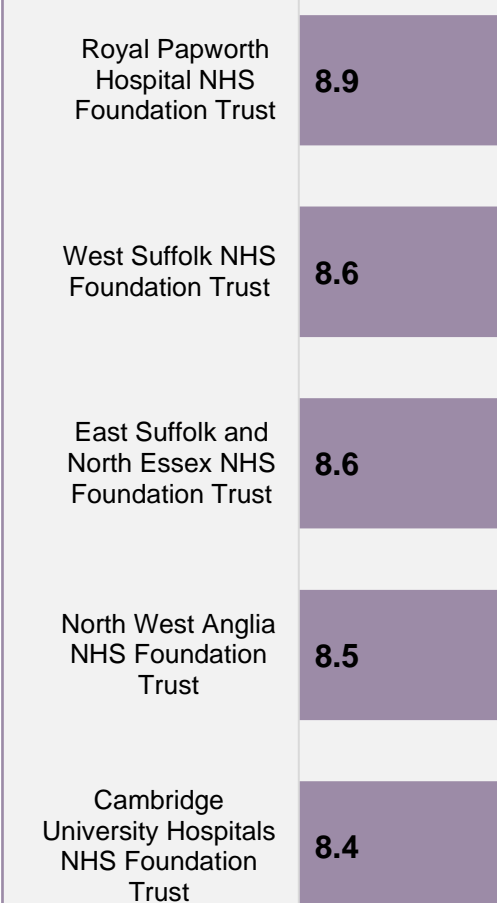 Royal Papworth
Hospital NHS
Foundation Trust
8.9
West Suffolk NHS
Foundation Trust
8.6
East Suffolk and
North Essex NHS
Foundation Trust
8.6
North West Anglia
NHS Foundation
Trust
8.5
Cambridge
University Hospitals
NHS Foundation
Trust
8.4